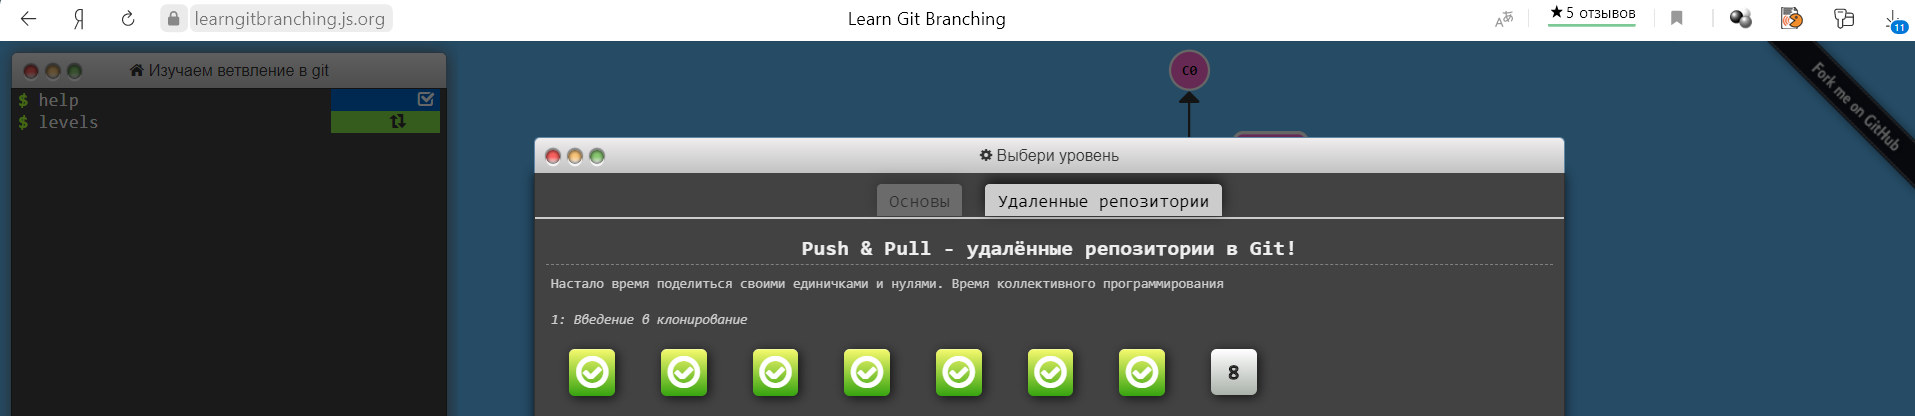 learngitbranching.js.org
Learn Git Branching
5 отзывов
11
Изучаем ветвление в git
$ help
$ levels
C0
Fork me on GitHub
Выбери уровень
Основы
Удаленные репозитории
Push & Pull - удалённые репозитории в Git!
Настало время поделиться своими единичками и нулями. Время коллективного программирования
1: Введение в клонирование
8